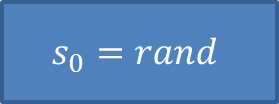 s₀ = rand